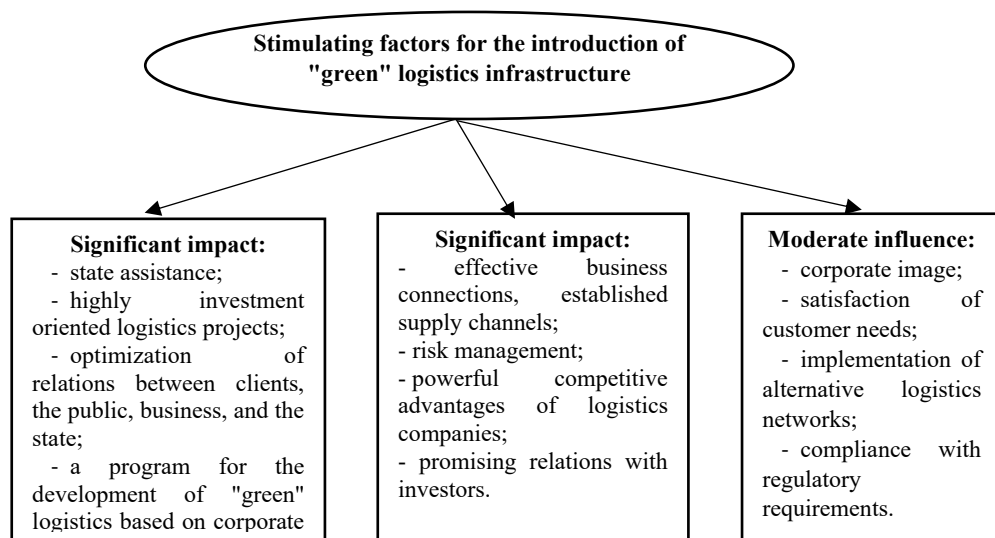 Stimulating factors for the introduction of
"green" logistics infrastructure
Significant impact:
- state assistance;
- highly investment
oriented logistics projects;
- optimization of
relations between clients,
the public, business, and the
state;
- a program for the
development of "green"
logistics based on corporate
Significant impact:
- effective business
connections, established
supply channels;
- risk management;
- powerful competitive
advantages of logistics
companies;
- promising relations with
investors.
Moderate influence:
- corporate image;
- satisfaction of
customer needs;
- implementation of
alternative logistics
networks;
- compliance with
regulatory
requirements.